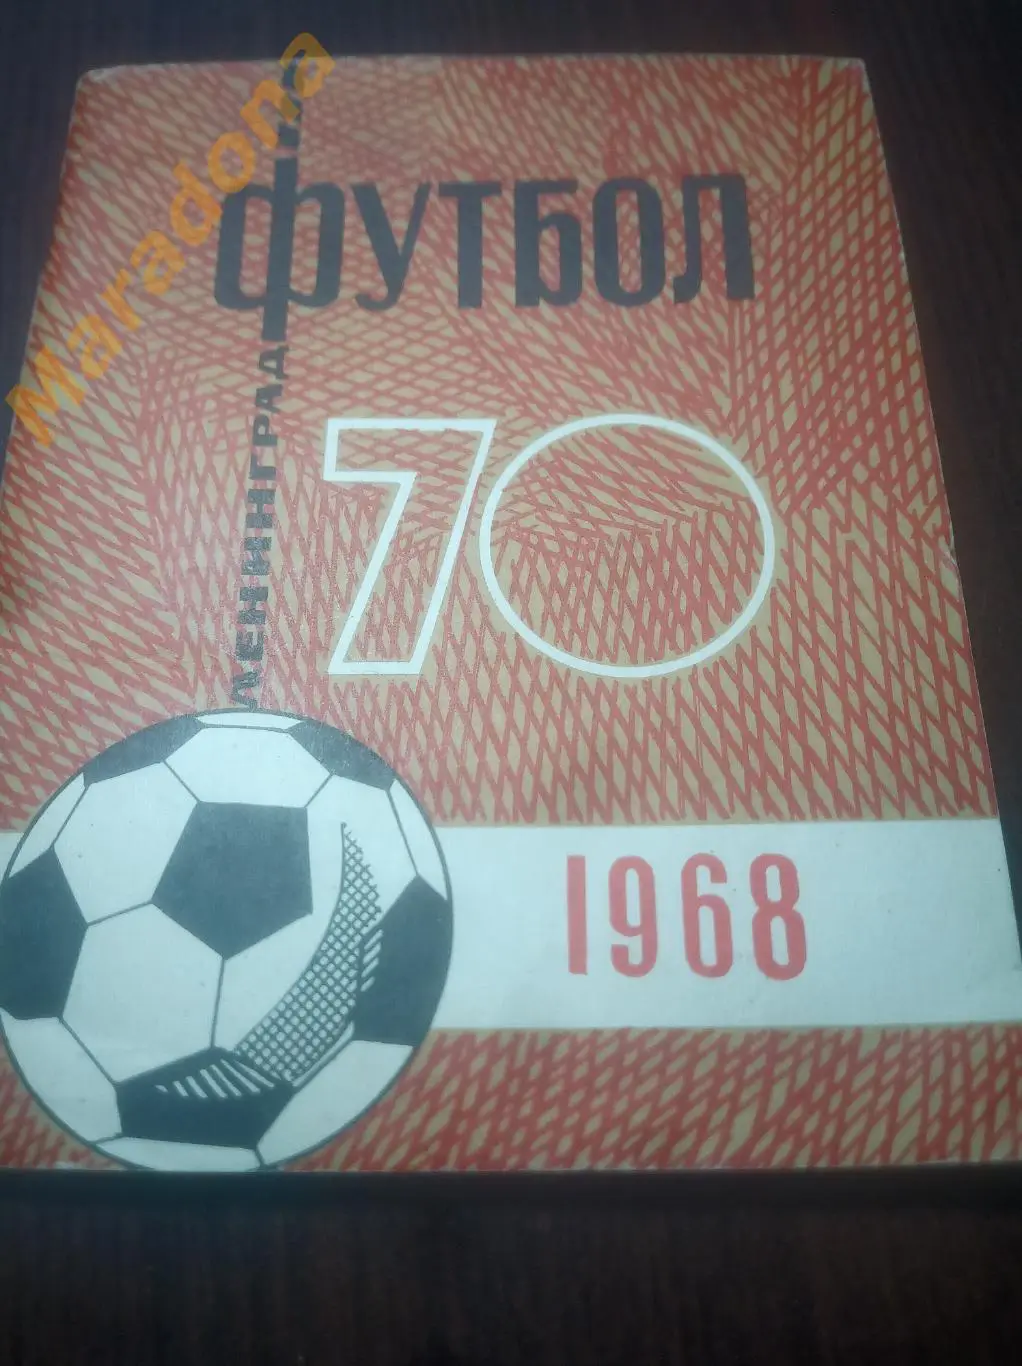 Maradona
ФУТБОЛ
ЛЕНИНГРАД
70
1968